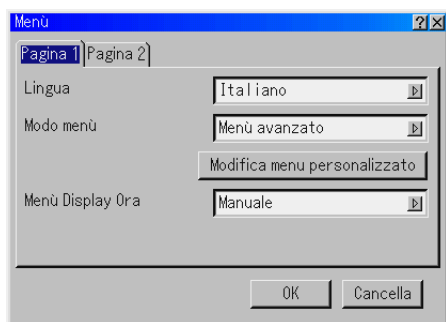 Menù
Pagina 1 Pagina 2
Lingua Italiano
Modo menù Menù avanzato
Modifica menu personalizzato
Menù Display Ora Manuale
OK Cancella